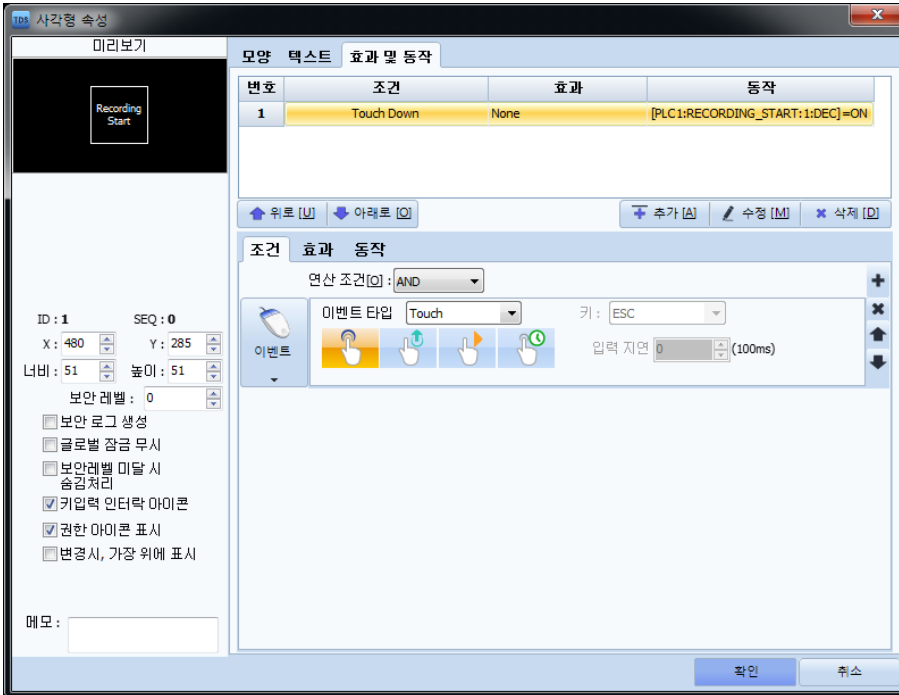 TDS 사각형 속성
미리보기
Recording
Start
ID : 1 SEQ : 0
X : 480 Y : 285
너비 : 51 높이 : 51
보안 레벨 : 0
보안 로그 생성
글로벌 잠금 무시
보안레벨 미달 시
숨김처리
키입력 인터락 아이콘
권한 아이콘 표시
변경시, 가장 위에 표시
메모 :
모양 텍스트 효과 및 동작
번호 조건 효과 동작
1 Touch Down None [PLC1:RECORDING_START:1:DEC]=ON
위로 [U] 아래로 [O] 추가 [A] 수정 [M] 삭제 [D]
조건 효과 동작
연산 조건[O] : AND
이벤트
이벤트 타입 Touch 키 : ESC
입력 지연 0 (100ms)
확인 취소